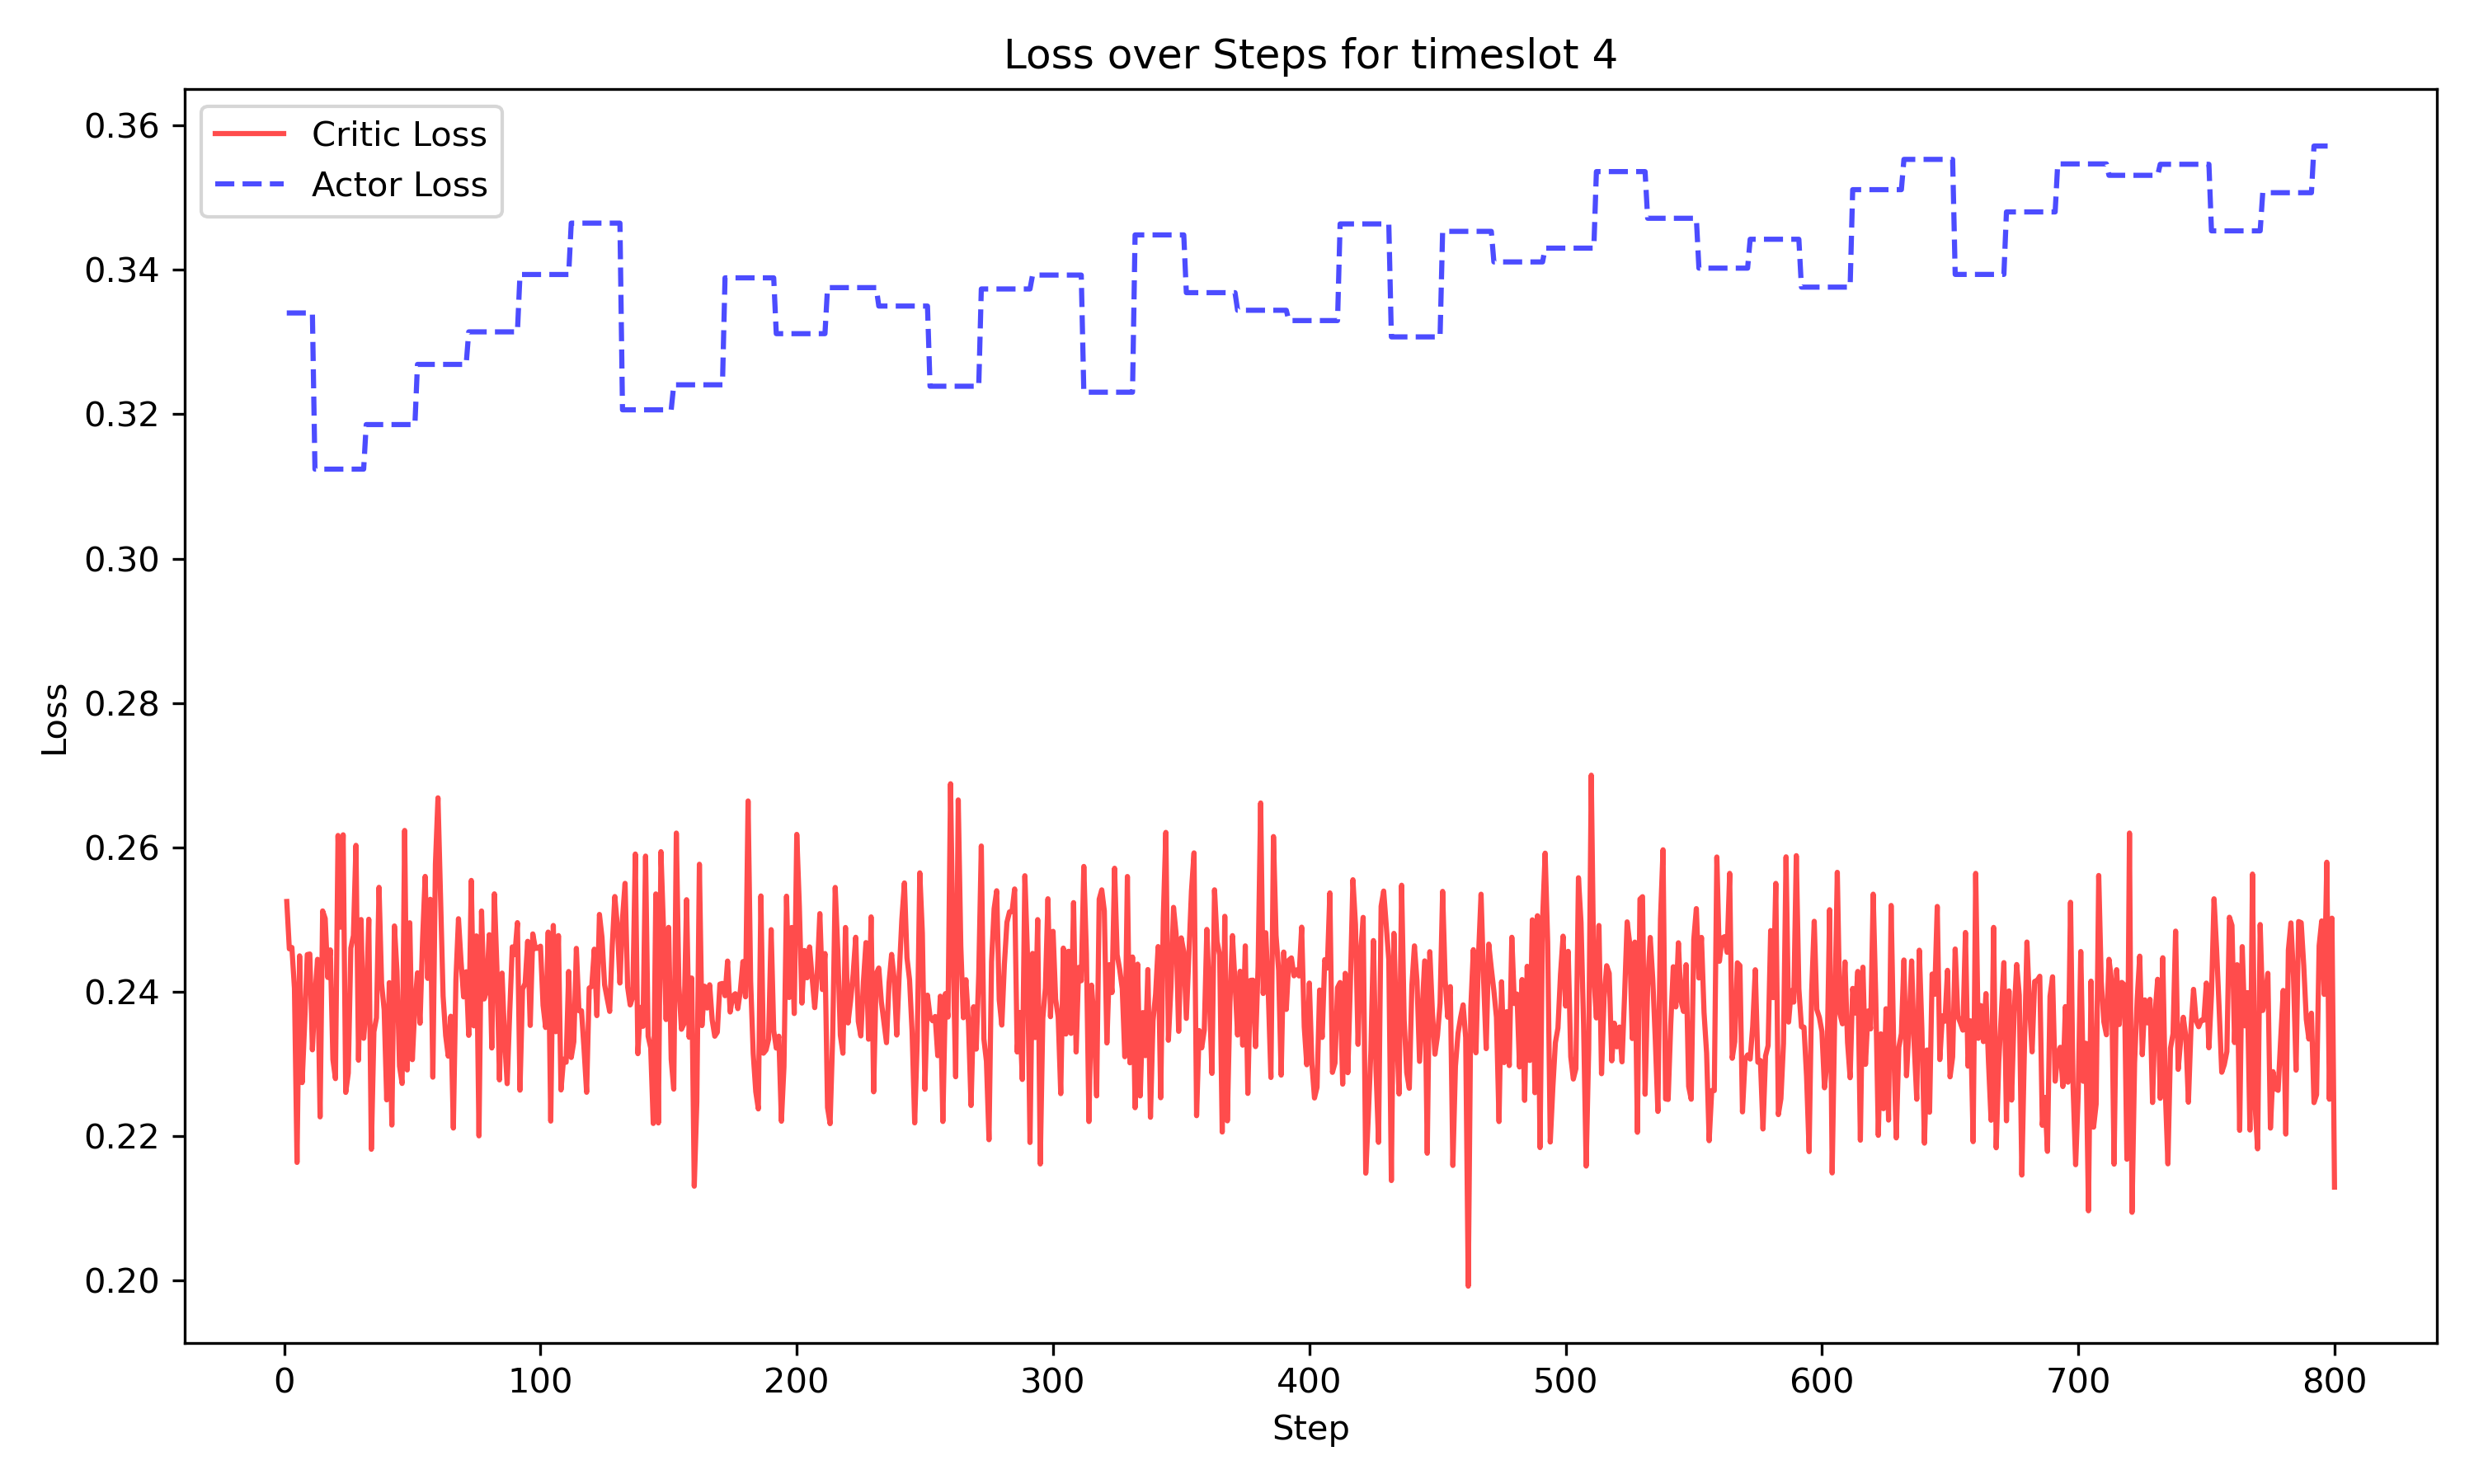 Loss over Steps for timeslot 4
Critic Loss
Actor Loss
0.36
0.34
0.32
0.30
0.28
0.26
0.24
0.22
0.20
Loss
0 100 200 300 400 500 600 700 800
Step